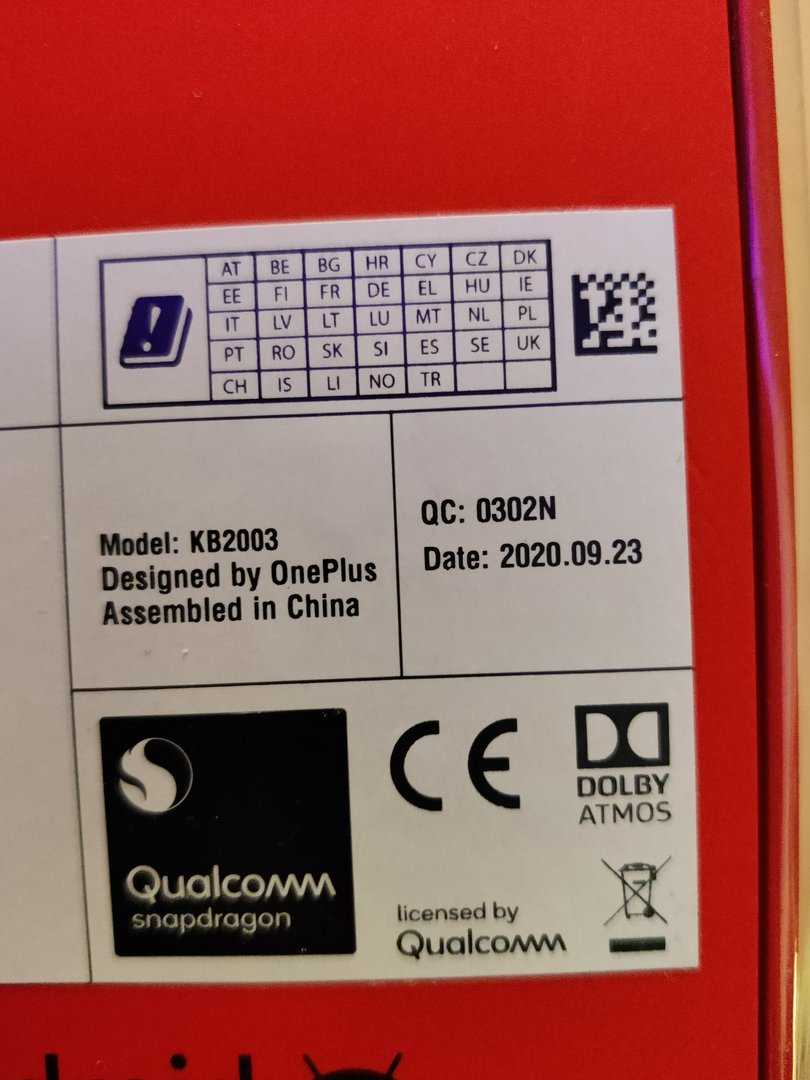 AT BE BG HR CY CZ DK
EE FI FR DE EL HU IE
IT LV LT LU MT NL PL
PT RO SK SI ES SE UK
CH IS LI NO TR
Model: KB2003
Designed by OnePlus
Assembled in China
QC: 0302N
Date: 2020.09.23
Qualcomm
snapdragon
CE
DOLBY
ATMOS
licensed by
Qualcomm